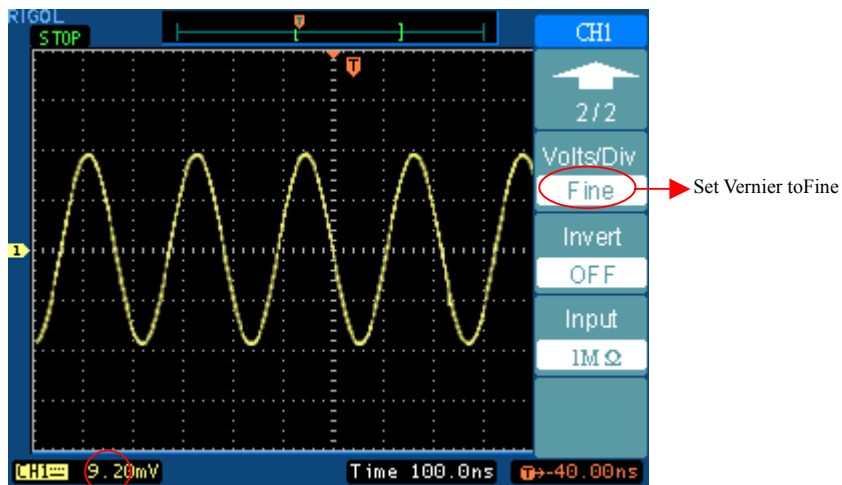 RIGOL
STOP
T
T
CH1
2/2
Volts/Div
Fine
Set Vernier toFine
Invert
OFF
Input
1MΩ
1
CH1 9.20mV
Time 100.0ns
T→-40.00ns